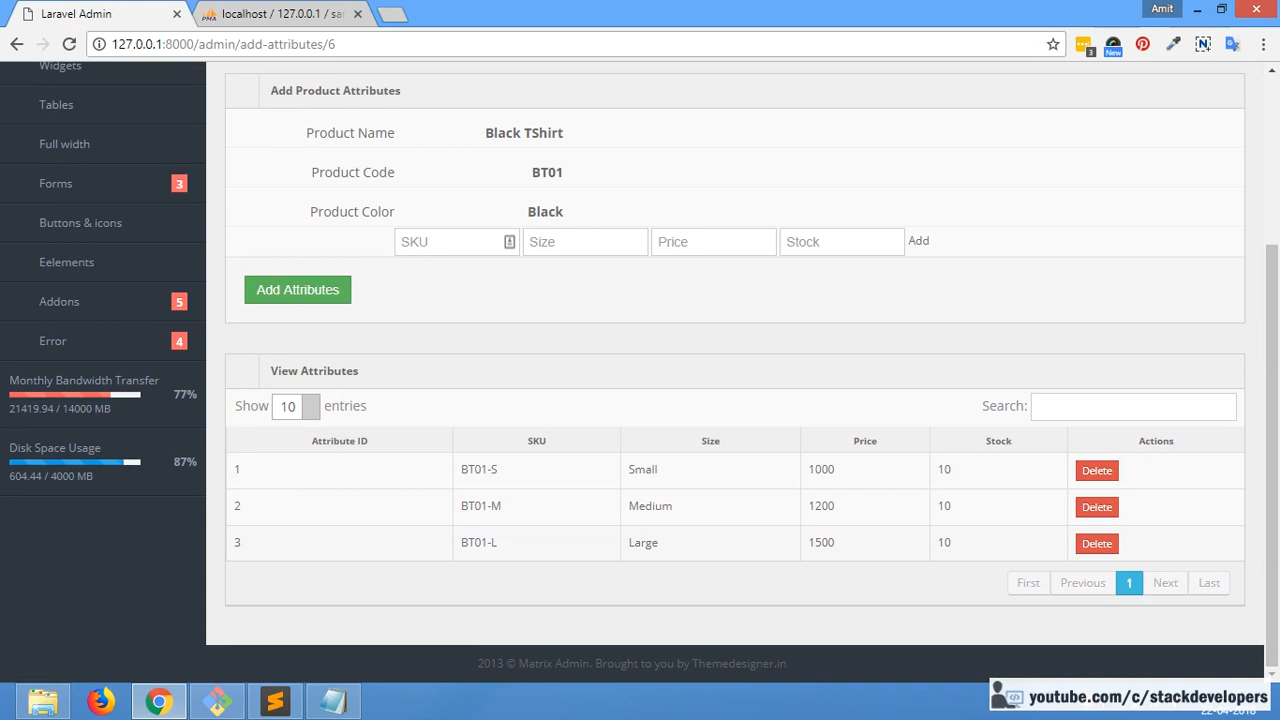 Laravel Admin
localhost / 127.0.0.1 / sa
Amit
127.0.0.1:8000/admin/add-attributes/6
3
New
Widgets
Tables
Full width
Forms 3
Buttons & icons
Eelements
Addons 5
Error 4
Monthly Bandwidth Transfer
77%
21419.94 / 14000 MB
Disk Space Usage
87%
604.44 / 4000 MB
Add Product Attributes
Product Name Black TShirt
Product Code BT01
Product Color Black
SKU Size Price Stock Add
Add Attributes
View Attributes
Show 10 entries Search:
Attribute ID SKU Size Price Stock Actions
1 BT01-S Small 1000 10 Delete
2 BT01-M Medium 1200 10 Delete
3 BT01-L Large 1500 10 Delete
First Previous 1 Next Last
2013 © Matrix Admin. Brought to you by Themedesigner.in
youtube.com/c/stackdevelopers